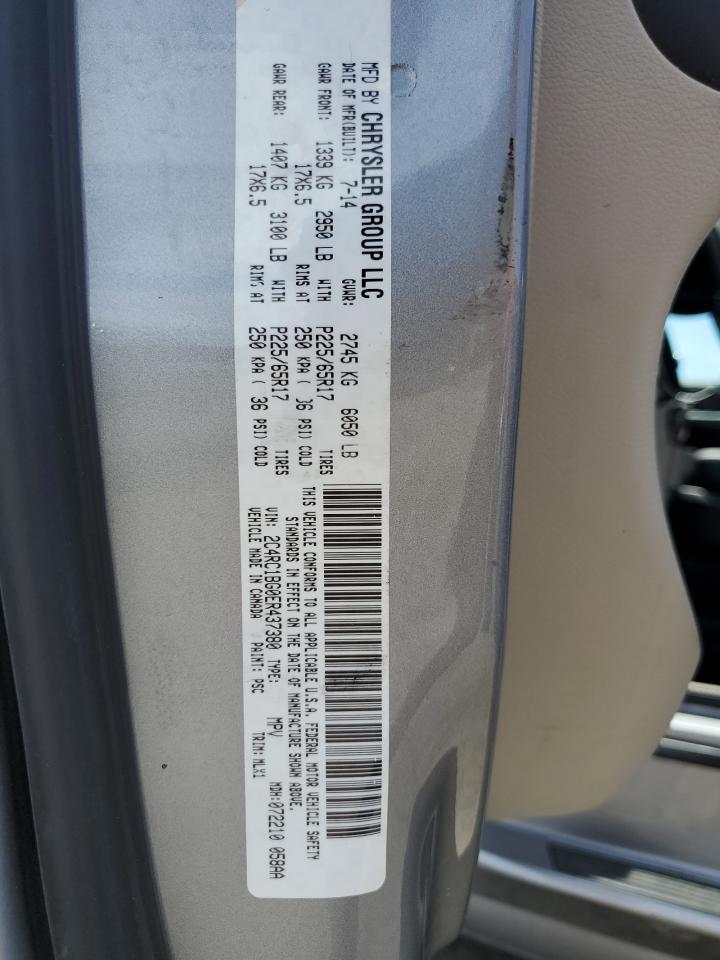 MFD BY CHRYSLER GROUP LLC
DATE OF MFR(BUILT): 7-14 GVWR: 2745 KG 6050 LB
GAWR FRONT: 1339 KG 2950 LB WITH P225/65R17 TIRES
17X6.5 RIMS AT 250 KPA ( 36 PSI) COLD
GAWR REAR: 1407 KG 3100 LB WITH P225/65R17 TIRES
17X6.5 RIMS AT 250 KPA ( 36 PSI) COLD
THIS VEHICLE CONFORMS TO ALL APPLICABLE U.S.A. FEDERAL MOTOR VEHICLE SAFETY
STANDARDS IN EFFECT ON THE DATE OF MANUFACTURE SHOWN ABOVE.
VIN: 2C4RC1BG0ER437380 TYPE: MPV MDH:072210 058AA
VEHICLE MADE IN CANADA PAINT: PSC TRIM:MLX1